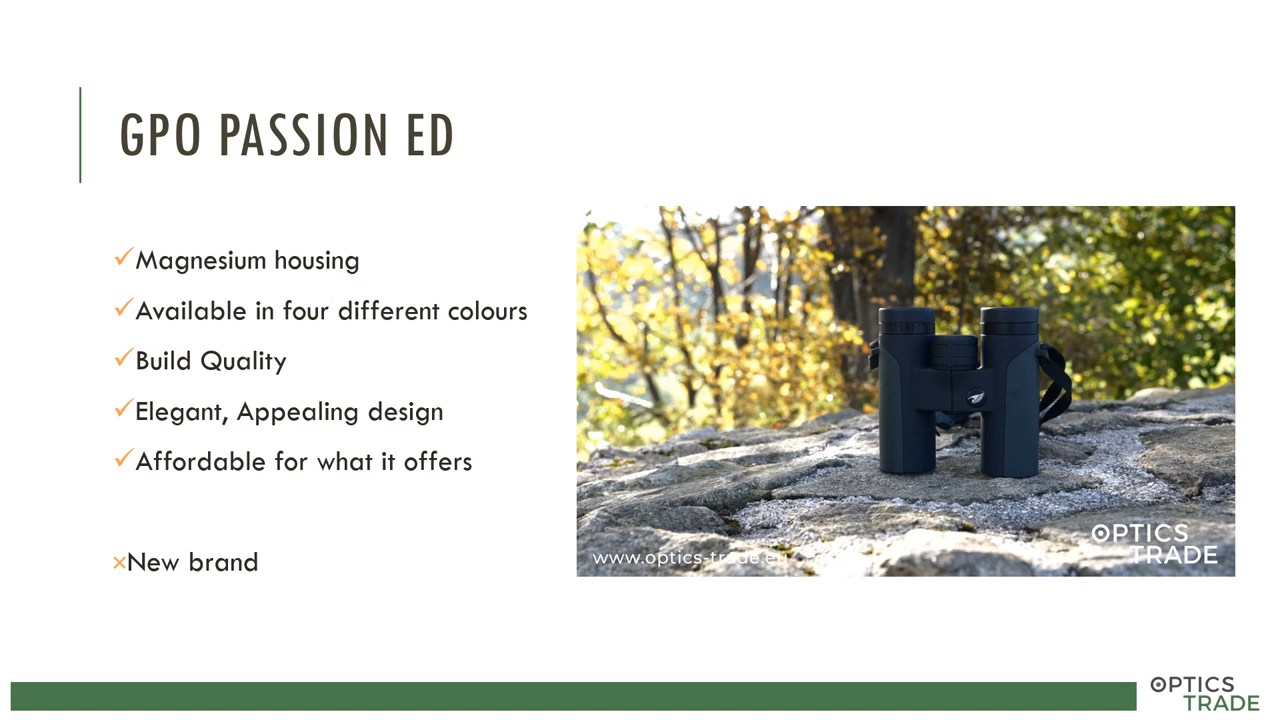 GPO PASSION ED
✓Magnesium housing
✓Available in four different colours
✓Build Quality
✓Elegant, Appealing design
✓Affordable for what it offers
×New brand
www.optics-trade.eu
OPTICS
TRADE
OPTICS
TRADE